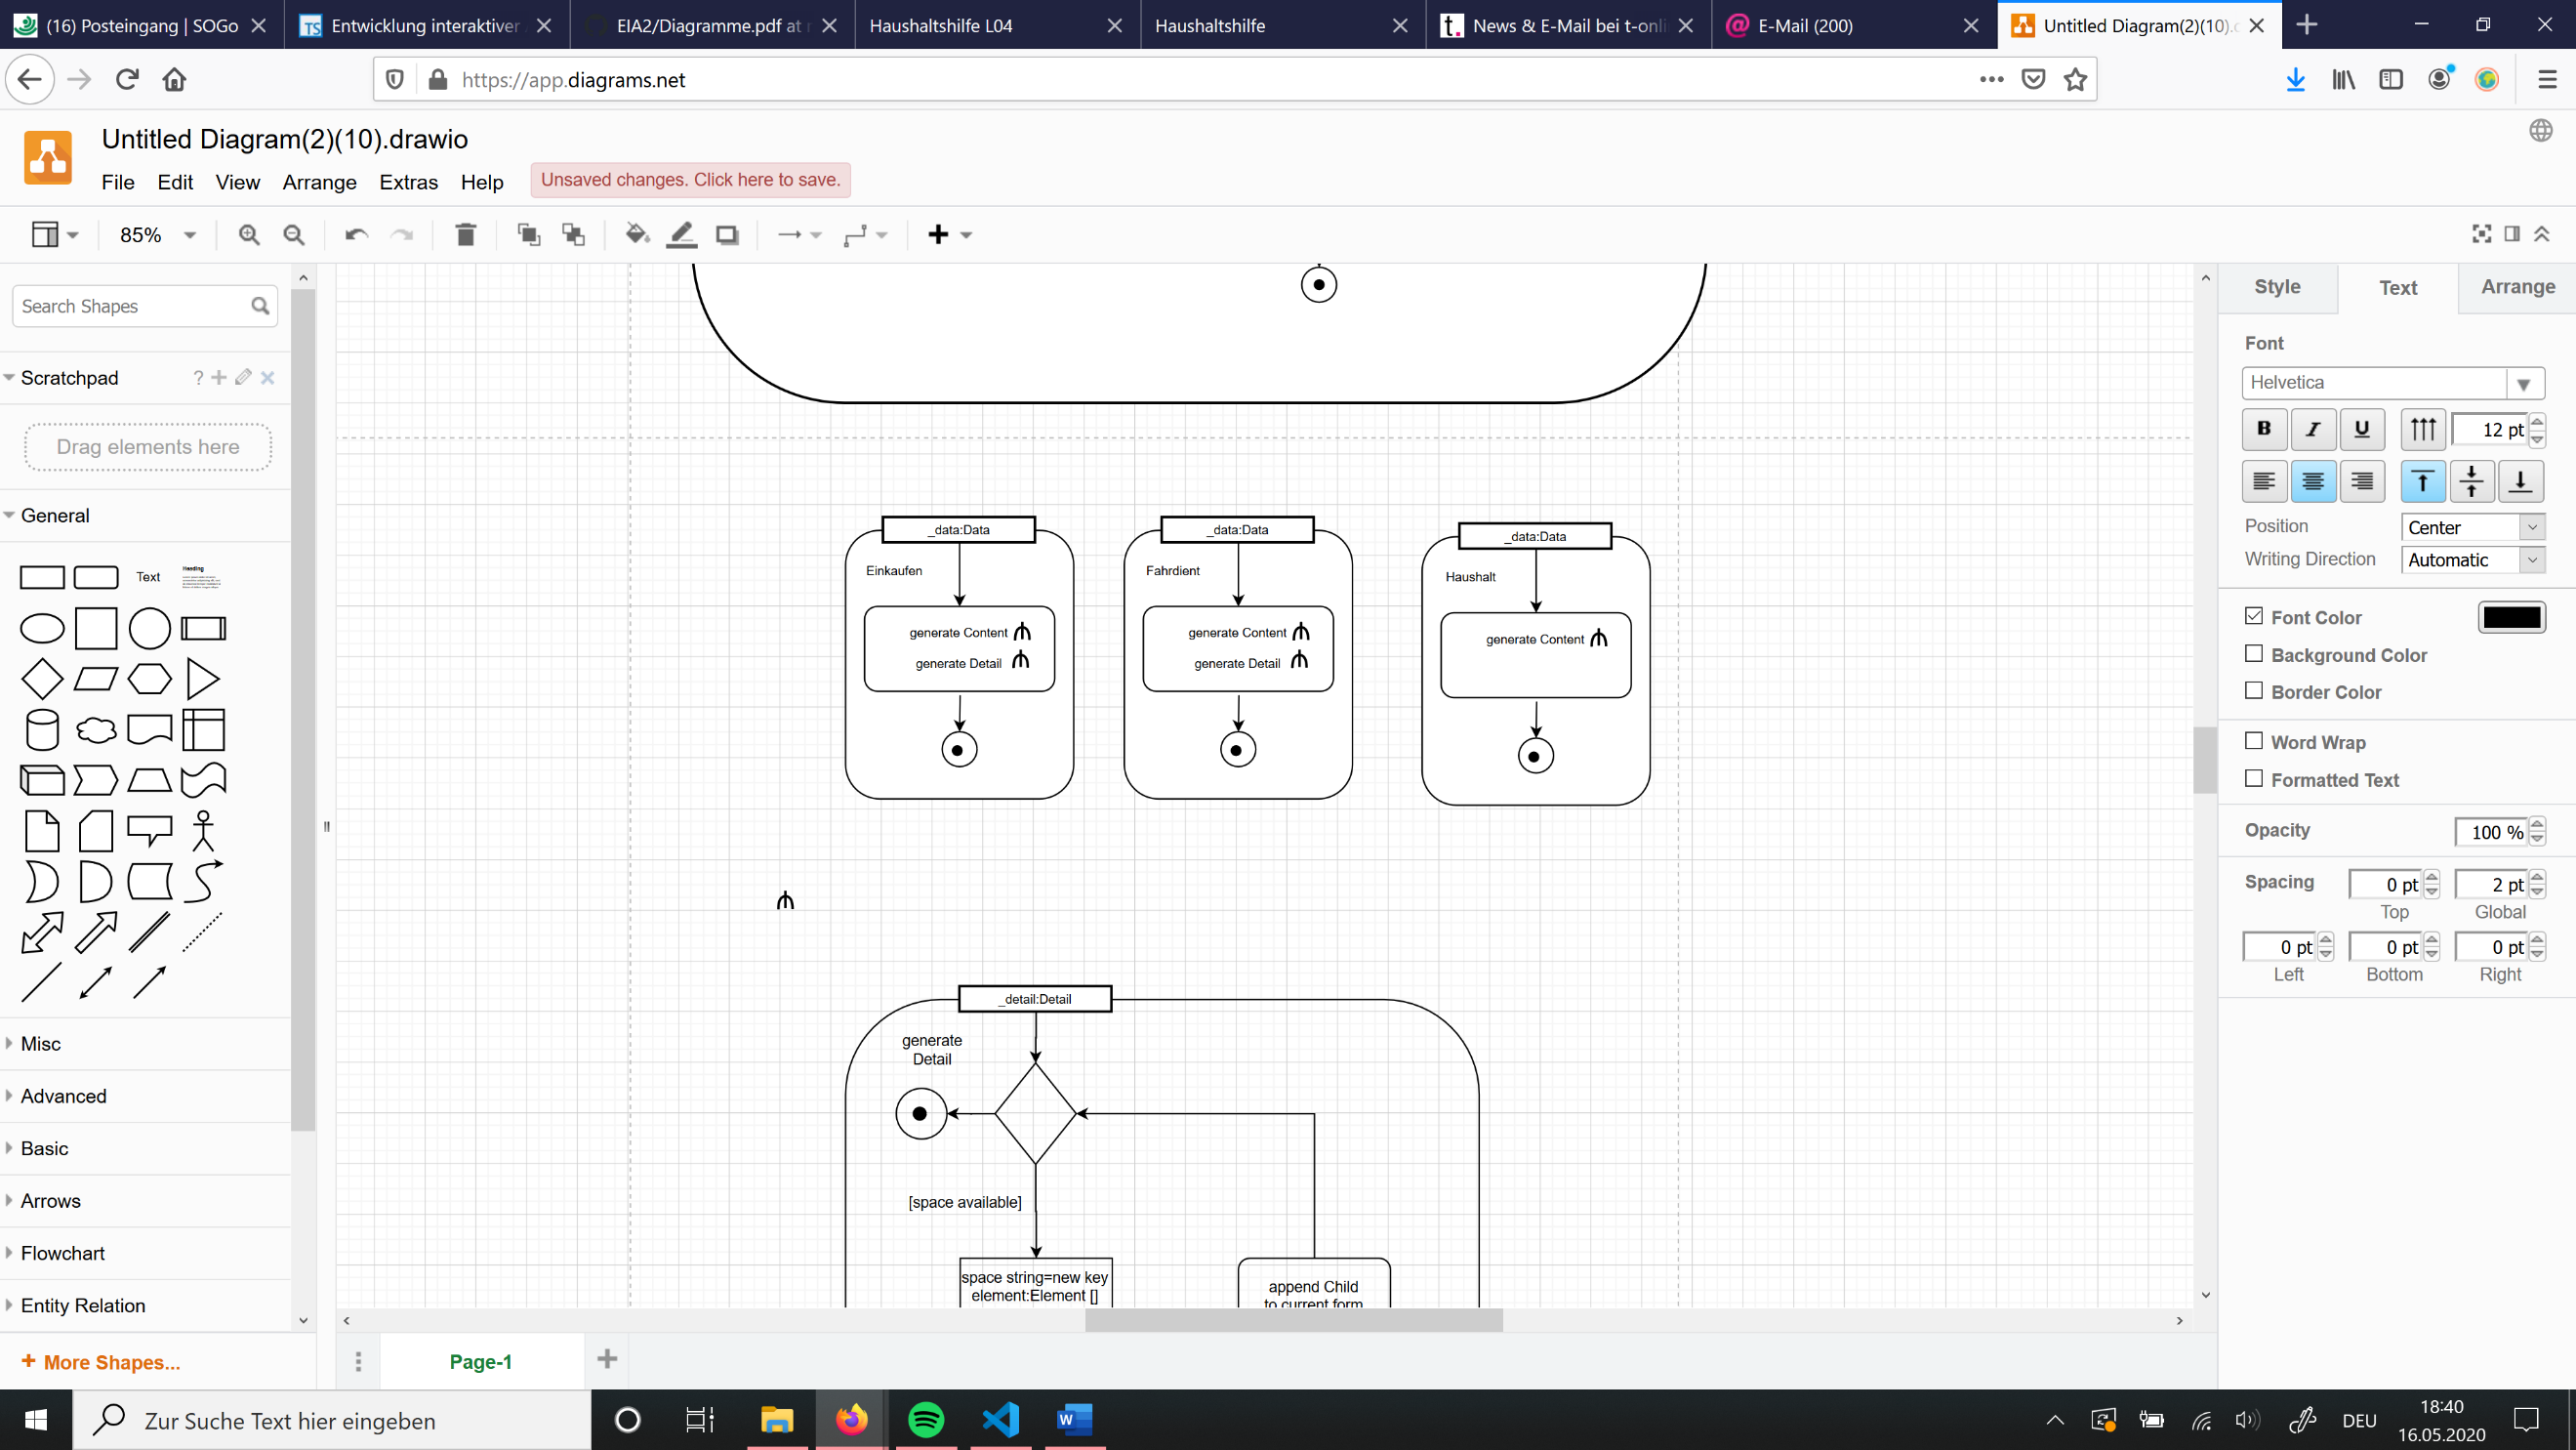 (16) Posteingang | SOGo
Entwicklung interaktiver
EIA2/Diagramme.pdf at
Haushaltshilfe L04
Haushaltshilfe
News & E-Mail bei t-onli
E-Mail (200)
Untitled Diagram(2)(10).
https://app.diagrams.net
Untitled Diagram(2)(10).drawio
File Edit View Arrange Extras Help
Unsaved changes. Click here to save.
85%
Search Shapes
Scratchpad
?
Drag elements here
General
Text
Heading
Misc
Advanced
Basic
Arrows
Flowchart
Entity Relation
+ More Shapes...
_data:Data
Einkaufen
generate Content
generate Detail
_data:Data
Fahrdient
generate Content
generate Detail
_data:Data
Haushalt
generate Content
_detail:Detail
generate
Detail
[space available]
space string=new key
element:Element []
append Child
to current form
Page-1
Style
Text
Arrange
Font
Helvetica
B I U
12 pt
Position
Center
Writing Direction
Automatic
Font Color
Background Color
Border Color
Word Wrap
Formatted Text
Opacity
100 %
Spacing
0 pt
2 pt
Top
Global
0 pt
0 pt
0 pt
Left
Bottom
Right
Zur Suche Text hier eingeben
DEU
18:40
16.05.2020